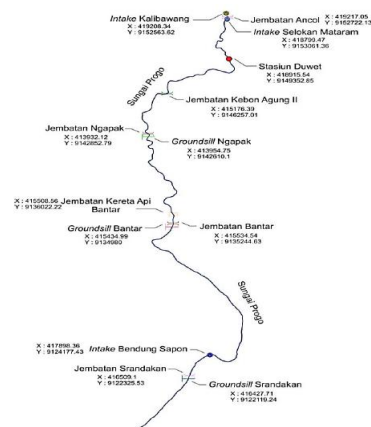 Intake Kalibawang
X : 419208.34
Y : 9152563.62
Jembatan Ancol
X : 419217.05
Y : 9152722.13
Intake Selokan Mataram
X : 418799.47
Y : 9153061.36
Stasiun Duwet
X : 416915.54
Y : 9149352.65
Sungai Progo
Jembatan Kebon Agung II
X : 415176.39
Y : 9146257.01
Jembatan Ngapak
X : 413932.12
Y : 9142852.79
Groundsill Ngapak
X : 413954.75
Y : 9142610.1
X : 415508.56
Y : 9136022.22
Jembatan Kereta Api
Bantar
Groundsill Bantar
X : 415434.99
Y : 9134980
Jembatan Bantar
X : 415534.54
Y : 9135244.63
Sungai Progo
X : 417898.36
Y : 9124177.43
Intake Bendung Sapon
Jembatan Srandakan
X : 416509.1
Y : 9122325.53
Groundsill Srandakan
X : 416427.71
Y : 9122119.24